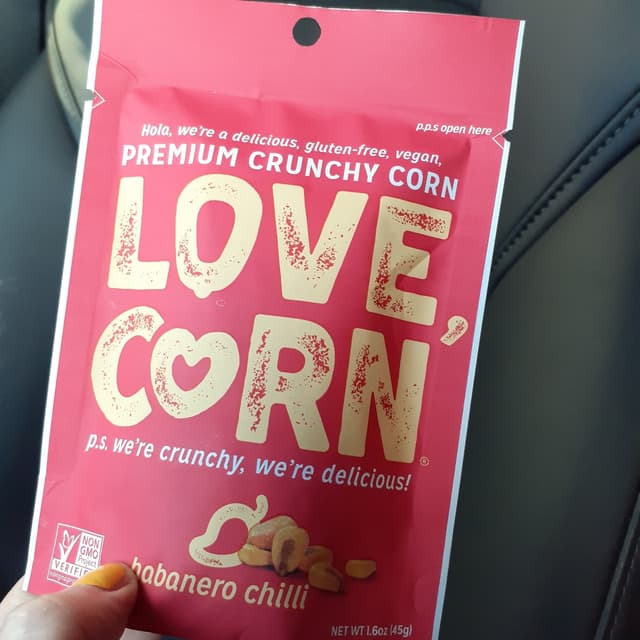 Hola, we're a delicious, gluten-free, vegan,
p.p.s open here
PREMIUM CRUNCHY CORN
LOVE,
CORN®
p.s. we're crunchy, we're delicious!
NON
GMO
Project
VERIFIED
habanero chilli
NET WT 1.6oz (45g)